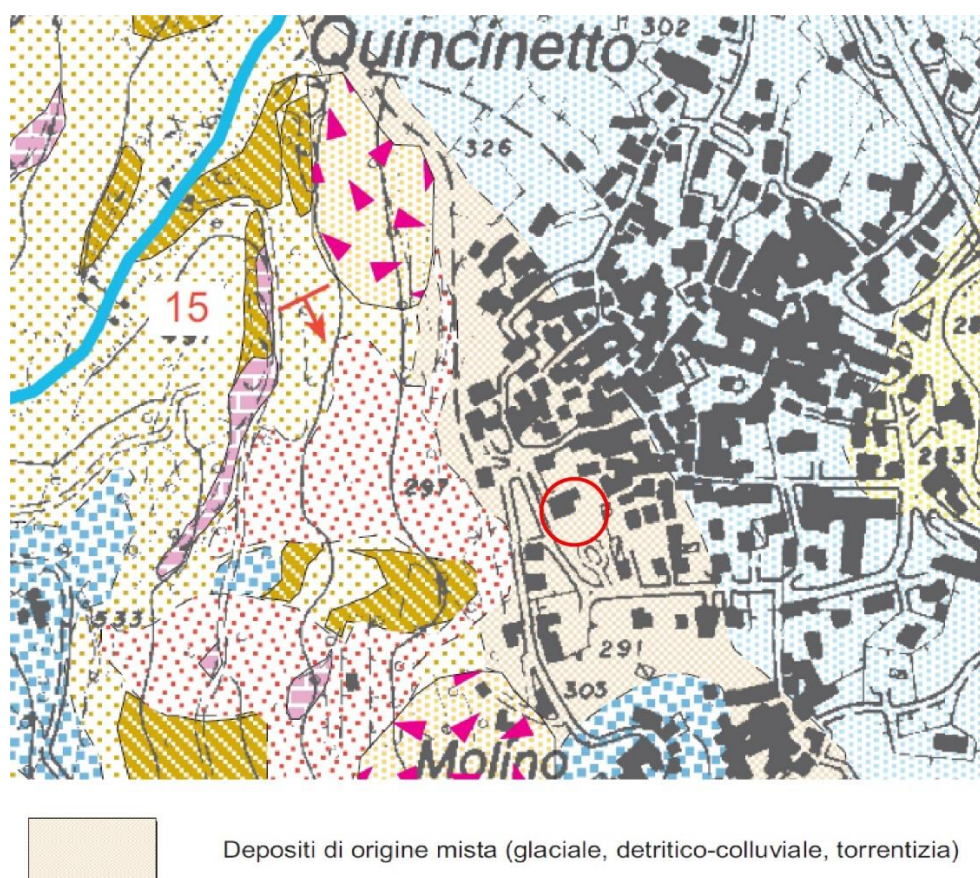 Quincinetto
302
326
15
297
533
291
303
Molino
Depositi di origine mista (glaciale, detritico-colluviale, torrentizia)